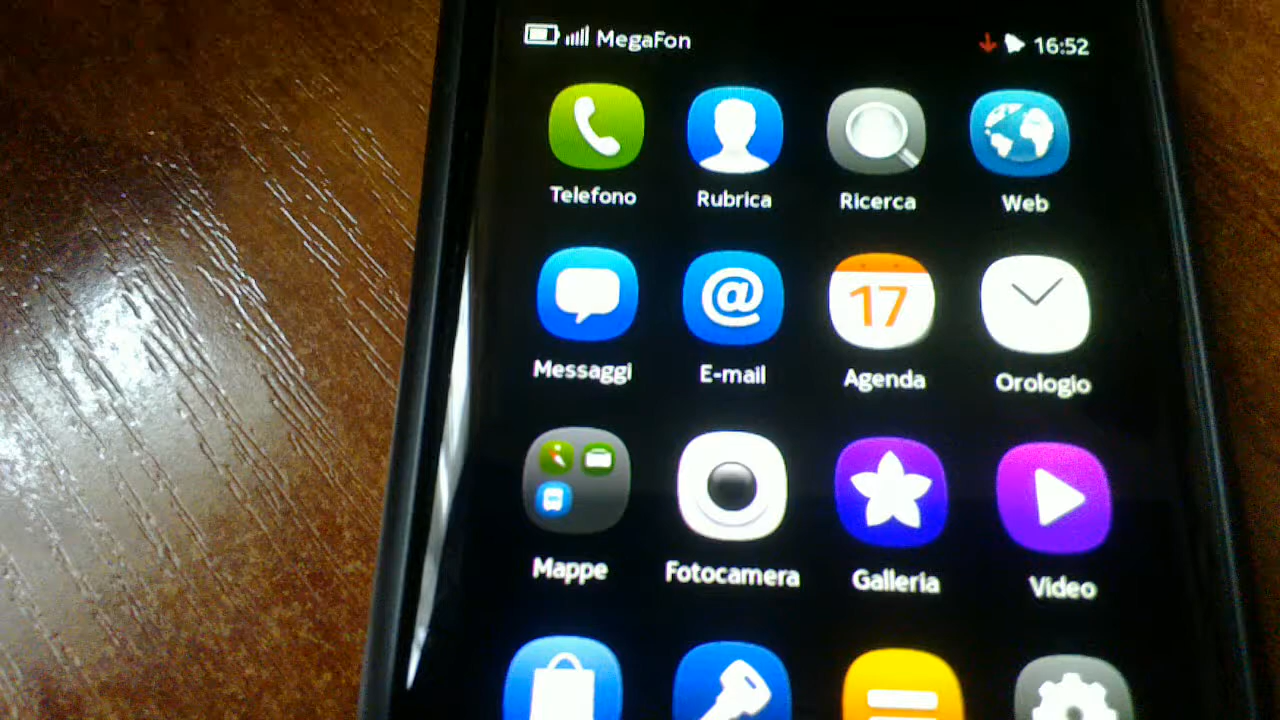 MegaFon 16:52
Telefono Rubrica Ricerca Web
@ 17
Messaggi E-mail Agenda Orologio
Mappe Fotocamera Galleria Video